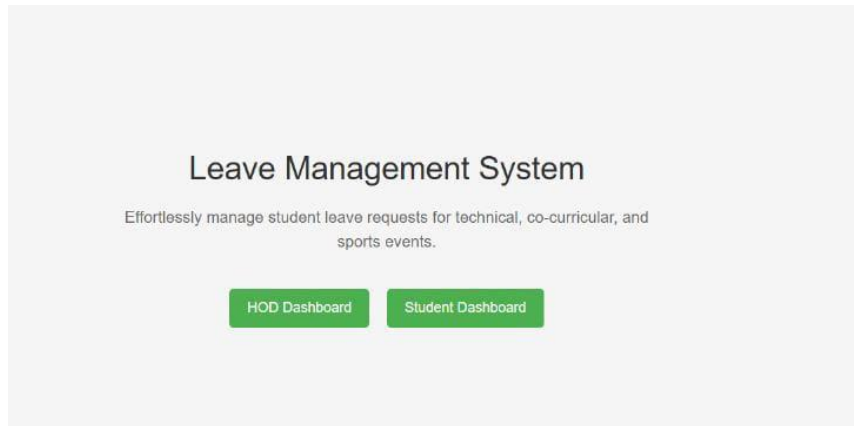 Leave Management System
Effortlessly manage student leave requests for technical, co-curricular, and
sports events.
HOD Dashboard
Student Dashboard